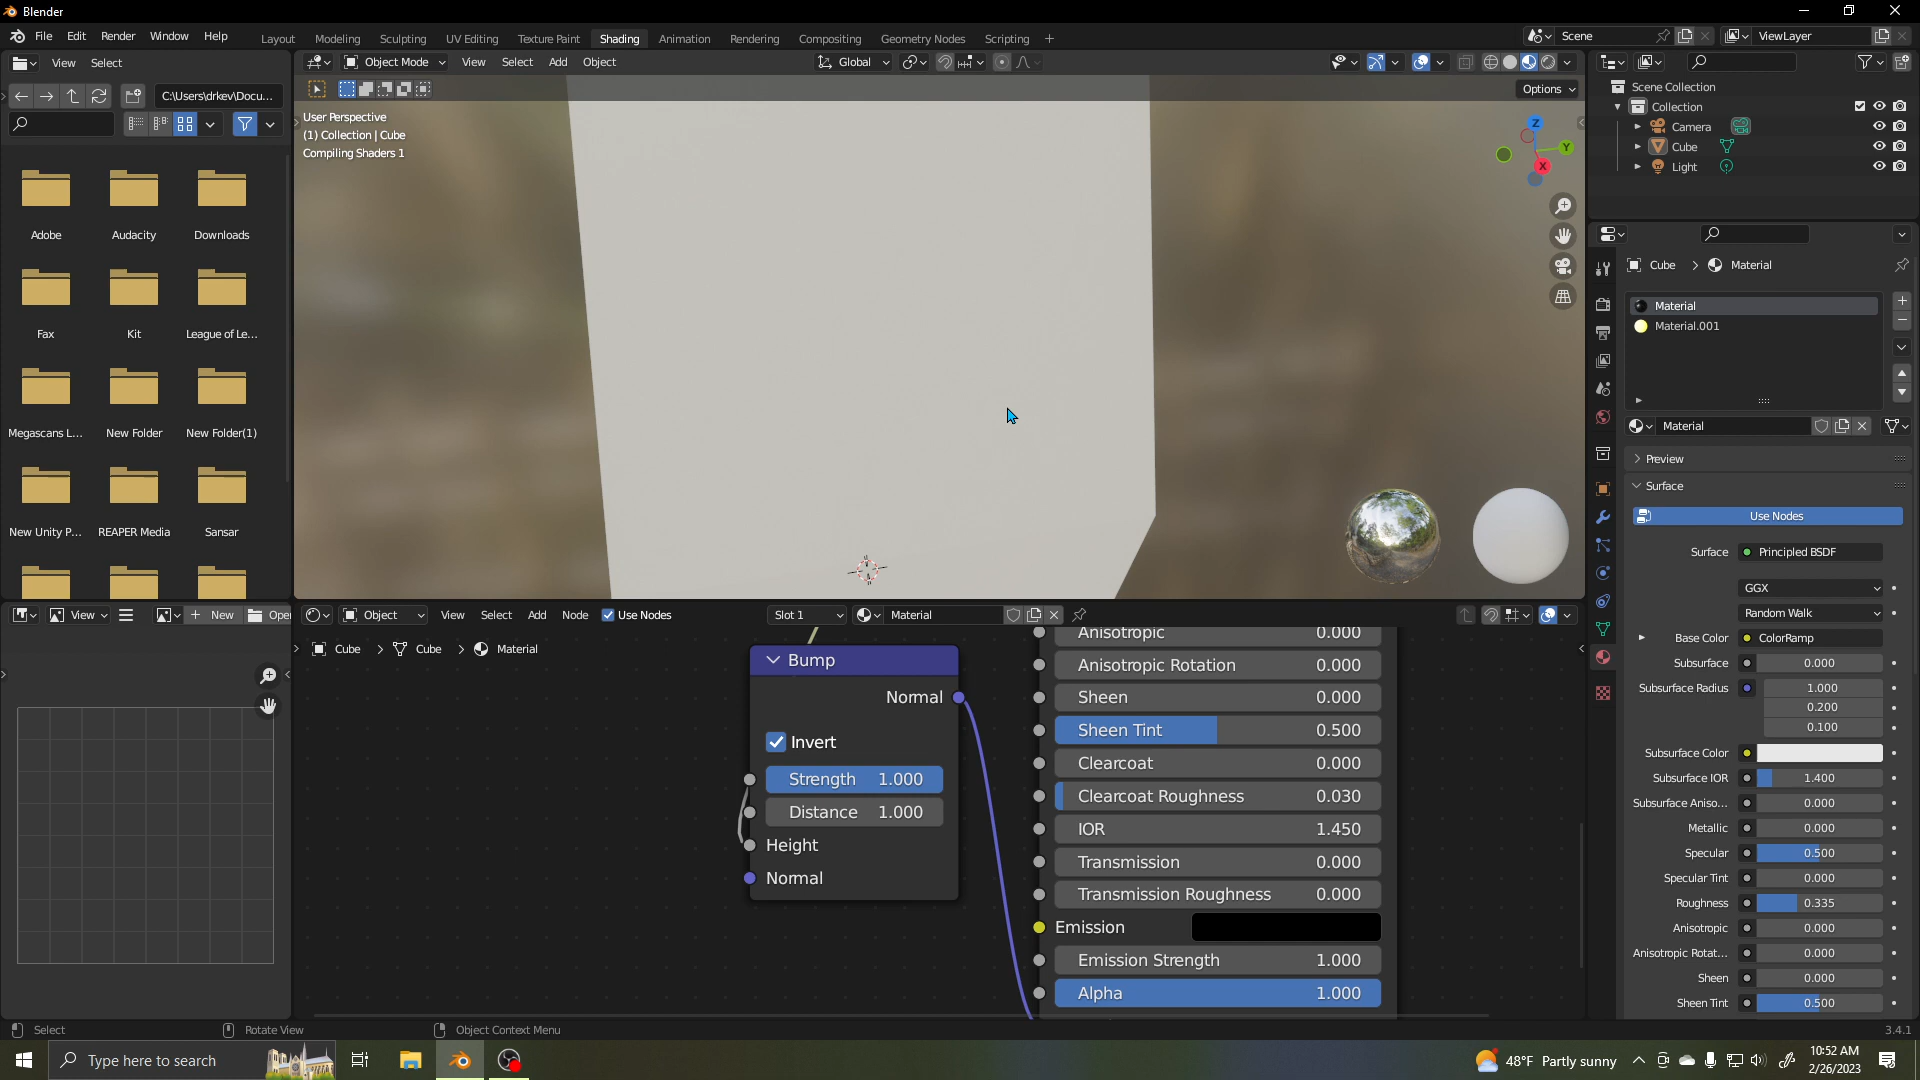 Blender
File Edit Render Window Help
Layout Modeling Sculpting UV Editing Texture Paint Shading Animation Rendering Compositing Geometry Nodes Scripting +
Scene
ViewLayer
View Select
Object Mode View Select Add Object
Global
C:\Users\drkev\Docu...
Options
User Perspective
(1) Collection | Cube
Compiling Shaders 1
Z
Y
X
Adobe Audacity Downloads
Fax Kit League of Le...
Megascans L... New Folder New Folder(1)
New Unity P... REAPER Media Sansar
Scene Collection
Collection
Camera
Cube
Light
Cube > Material
Material
Material.001
Material
Preview
Surface
Use Nodes
Surface Principled BSDF
GGX
Random Walk
Base Color ColorRamp
Subsurface 0.000
Subsurface Radius 1.000
0.200
0.100
Subsurface Color
Subsurface IOR 1.400
Subsurface Aniso... 0.000
Metallic 0.000
Specular 0.500
Specular Tint 0.000
Roughness 0.335
Anisotropic 0.000
Anisotropic Rotat... 0.000
Sheen 0.000
Sheen Tint 0.500
View
+ New
Open
Object View Select Add Node Use Nodes
Slot 1 Material
Cube > Cube > Material
Bump
Normal
Invert
Strength 1.000
Distance 1.000
Height
Normal
Anisotropic 0.000
Anisotropic Rotation 0.000
Sheen 0.000
Sheen Tint 0.500
Clearcoat 0.000
Clearcoat Roughness 0.030
IOR 1.450
Transmission 0.000
Transmission Roughness 0.000
Emission
Emission Strength 1.000
Alpha 1.000
Select Rotate View Object Context Menu
3.4.1
Type here to search
48°F Partly sunny
10:52 AM
2/26/2023